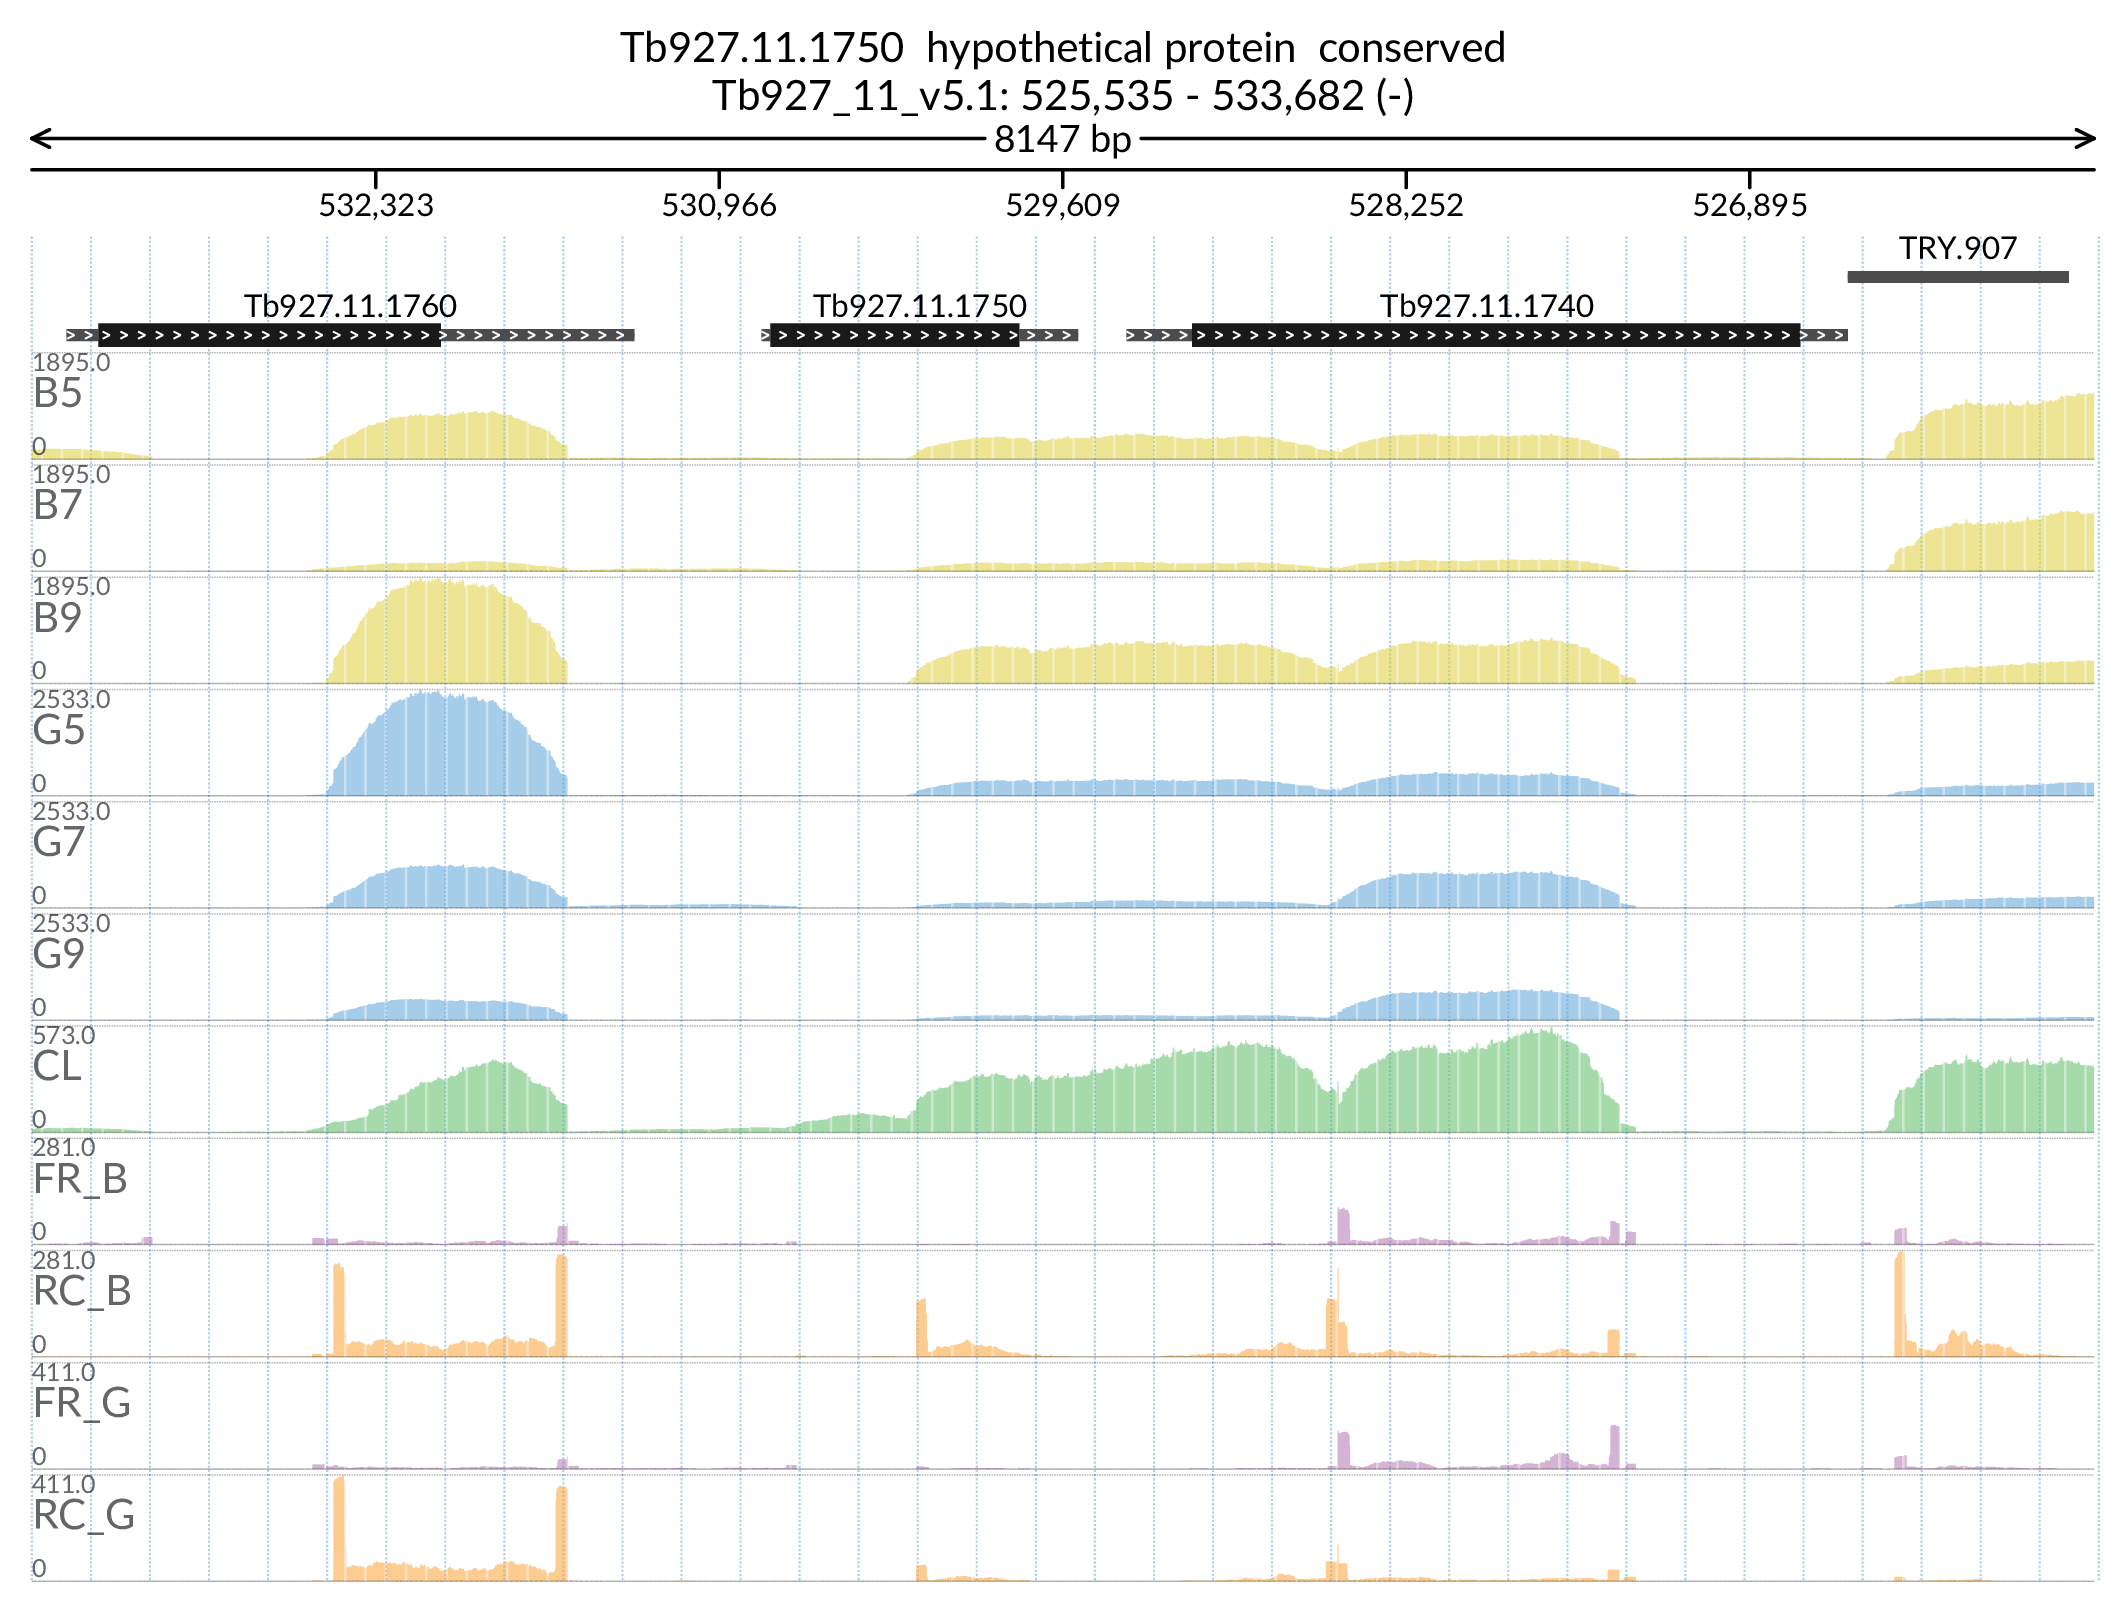 Tb927.11.1750  hypothetical protein  conserved
Tb927_11_v5.1: 525,535 - 533,682 (-)
8147 bp
532,323 530,966 529,609 528,252 526,895
TRY.907
Tb927.11.1760 Tb927.11.1750 Tb927.11.1740
1895.0
B5
0
1895.0
B7
0
1895.0
B9
0
2533.0
G5
0
2533.0
G7
0
2533.0
G9
0
573.0
CL
0
281.0
FR_B
0
281.0
RC_B
0
411.0
FR_G
0
411.0
RC_G
0